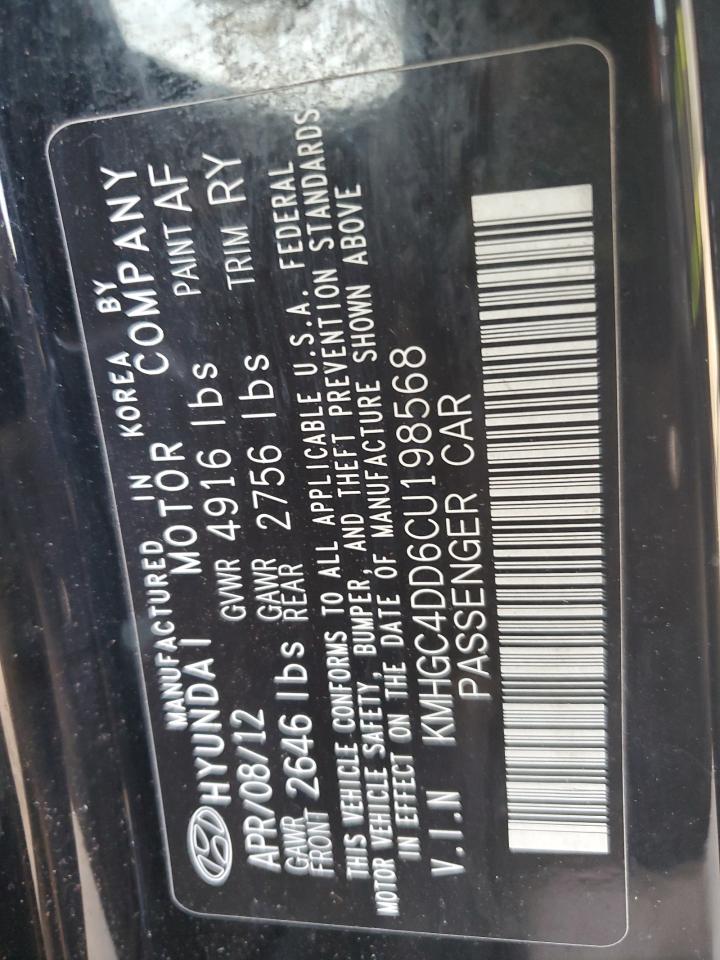 MANUFACTURED IN KOREA BY
HYUNDAI MOTOR COMPANY
APR/08/12 GVWR 4916 lbs PAINT AF
GAWR FRONT 2646 lbs GAWR REAR 2756 lbs TRIM RY
THIS VEHICLE CONFORMS TO ALL APPLICABLE U.S.A. FEDERAL
MOTOR VEHICLE SAFETY, BUMPER, AND THEFT PREVENTION STANDARDS
IN EFFECT ON THE DATE OF MANUFACTURE SHOWN ABOVE
V.I.N KMHGC4DD6CU198568
PASSENGER CAR